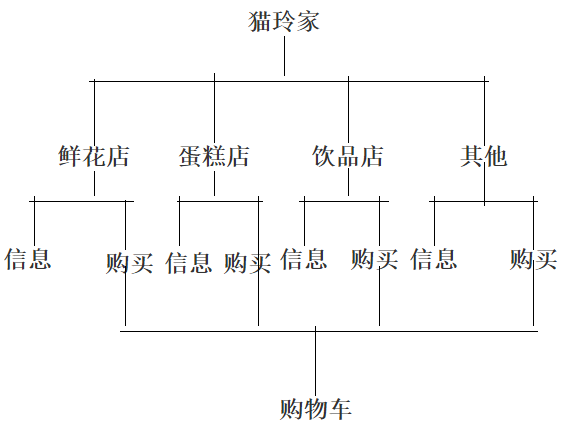 猫玲家
鲜花店 蛋糕店 饮品店 其他
信息 购买 信息 购买 信息 购买 信息 购买
购物车